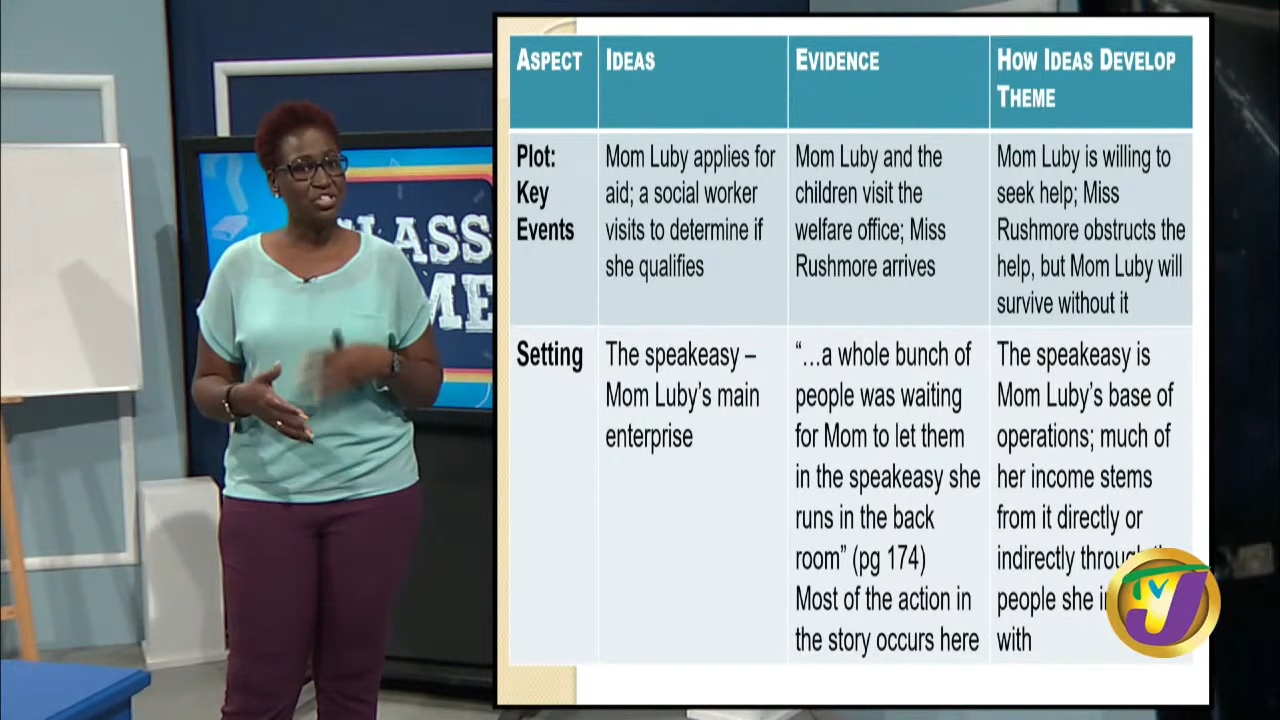 ASPECT
IDEAS
EVIDENCE
HOW IDEAS DEVELOP
THEME
Plot:
Key
Events
Mom Luby applies for
aid; a social worker
visits to determine if
she qualifies
Mom Luby and the
children visit the
welfare office; Miss
Rushmore arrives
Mom Luby is willing to
seek help; Miss
Rushmore obstructs the
help, but Mom Luby will
survive without it
Setting
The speakeasy –
Mom Luby's main
enterprise
“…a whole bunch of
people was waiting
for Mom to let them
in the speakeasy she
runs in the back
room” (pg 174)
Most of the action in
the story occurs here
The speakeasy is
Mom Luby's base of
operations; much of
her income stems
from it directly or
indirectly through
people she
with
TVJ